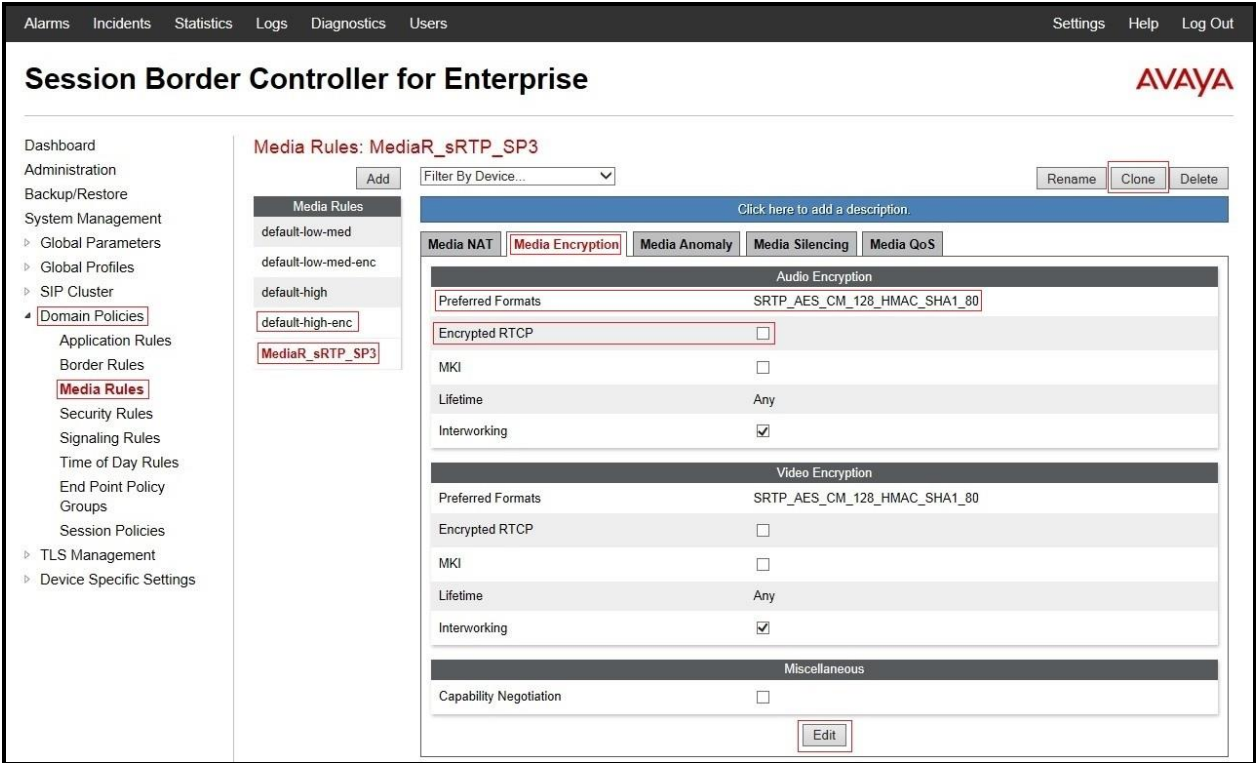 Alarms Incidents Statistics Logs Diagnostics Users Settings Help Log Out
Session Border Controller for Enterprise
AVAYA
Dashboard
Administration
Backup/Restore
System Management
Global Parameters
Global Profiles
SIP Cluster
Domain Policies
Application Rules
Border Rules
Media Rules
Security Rules
Signaling Rules
Time of Day Rules
End Point Policy
Groups
Session Policies
TLS Management
Device Specific Settings
Media Rules: MediaR_sRTP_SP3
Add
Filter By Device...
Rename Clone Delete
Media Rules
default-low-med
default-low-med-enc
default-high
default-high-enc
MediaR_sRTP_SP3
Click here to add a description.
Media NAT Media Encryption Media Anomaly Media Silencing Media QoS
Audio Encryption
Preferred Formats SRTP_AES_CM_128_HMAC_SHA1_80
Encrypted RTCP
MKI
Lifetime Any
Interworking
Video Encryption
Preferred Formats SRTP_AES_CM_128_HMAC_SHA1_80
Encrypted RTCP
MKI
Lifetime Any
Interworking
Miscellaneous
Capability Negotiation
Edit